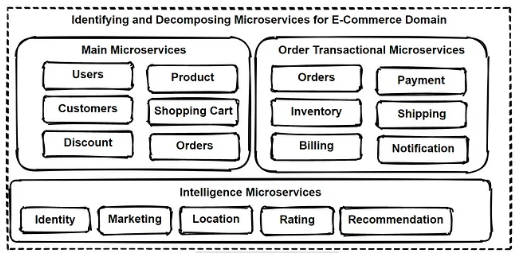 Identifying and Decomposing Microservices for E-Commerce Domain
Main Microservices
Users
Product
Customers
Shopping Cart
Discount
Orders
Order Transactional Microservices
Orders
Payment
Inventory
Shipping
Billing
Notification
Intelligence Microservices
Identity
Marketing
Location
Rating
Recommendation